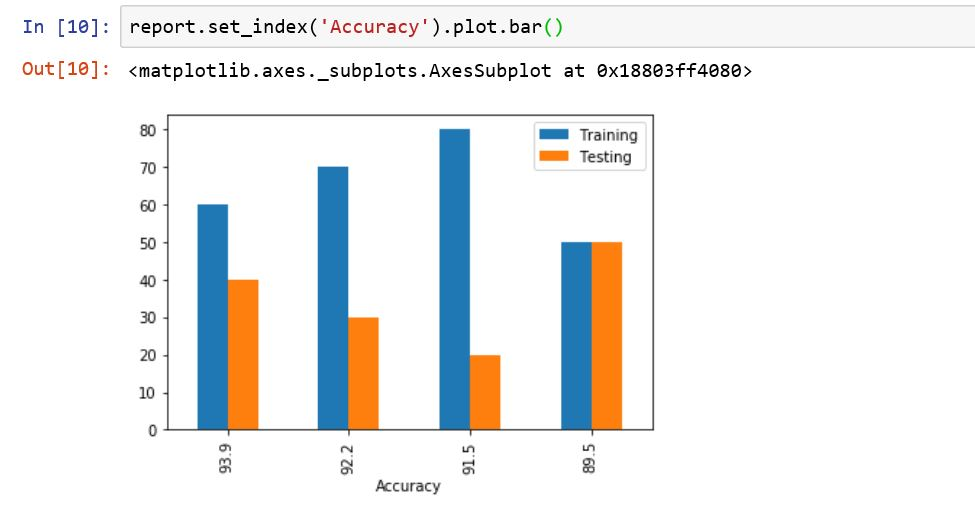 In [10]: report.set_index('Accuracy').plot.bar()
Out[10]: <matplotlib.axes._subplots.AxesSubplot at 0x18803ff4080>
80
Training
Testing
70
60
50
40
30
20
10
0
93.9 92.2 91.5 89.5
Accuracy